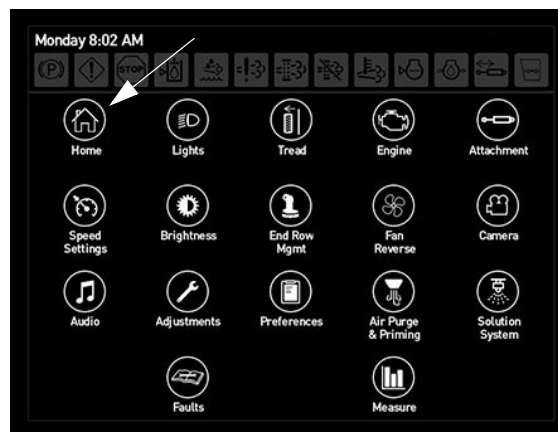 Monday 8:02 AM
(P)
STOP
Home Lights Tread Engine Attachment
Speed Brightness End Row Fan Camera
Settings Mgmt Reverse
Audio Adjustments Preferences Air Purge Solution
& Priming System
Faults Measure